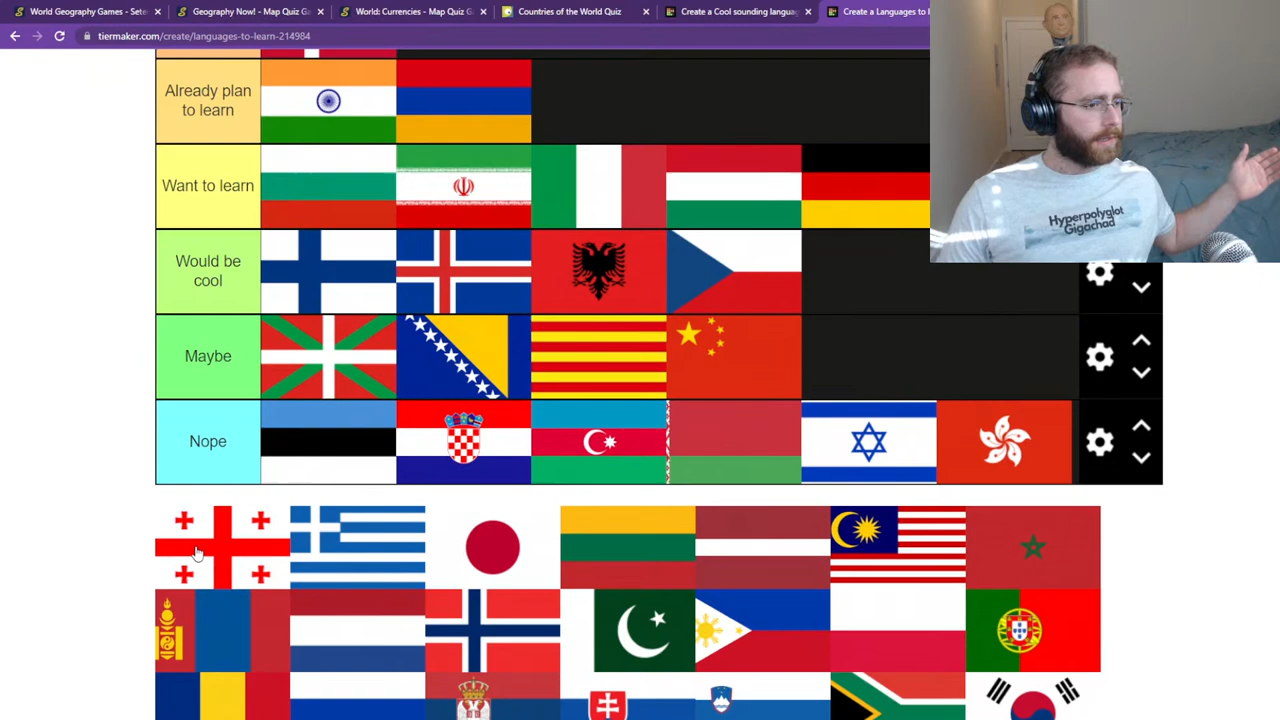 World Geography Games - Sete
Geography Now! - Map Quiz G
World: Currencies - Map Quiz G
Countries of the World Quiz
Create a Cool sounding languag
Create a Languages to l
tiermaker.com/create/languages-to-learn-214984
Already plan
to learn
Want to learn
Would be
cool
Maybe
Nope
Hyperpolyglot
Gigachad